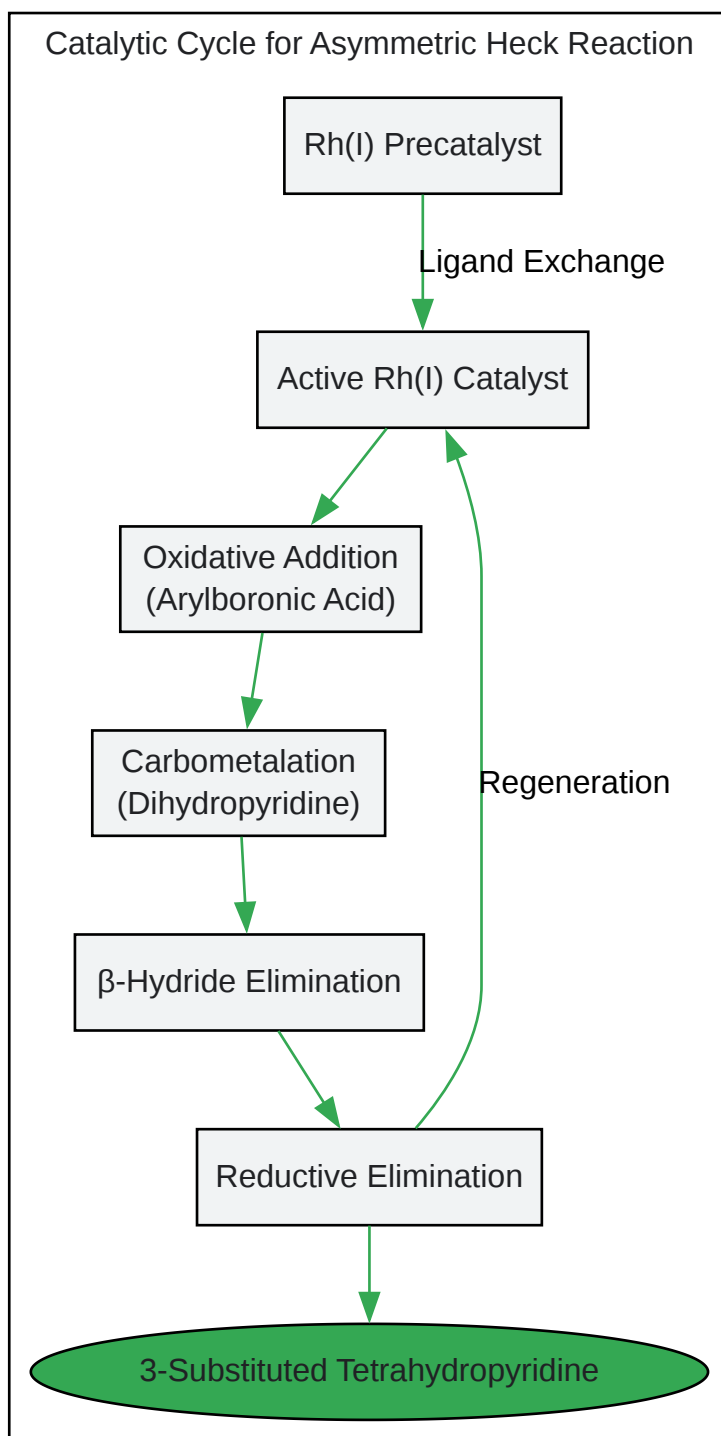 Catalytic Cycle for Asymmetric Heck Reaction
Rh(I) Precatalyst
Ligand Exchange
Active Rh(I) Catalyst
Oxidative Addition
(Arylboronic Acid)
Carbometalation
(Dihydropyridine)
Regeneration
β-Hydride Elimination
Reductive Elimination
3-Substituted Tetrahydropyridine